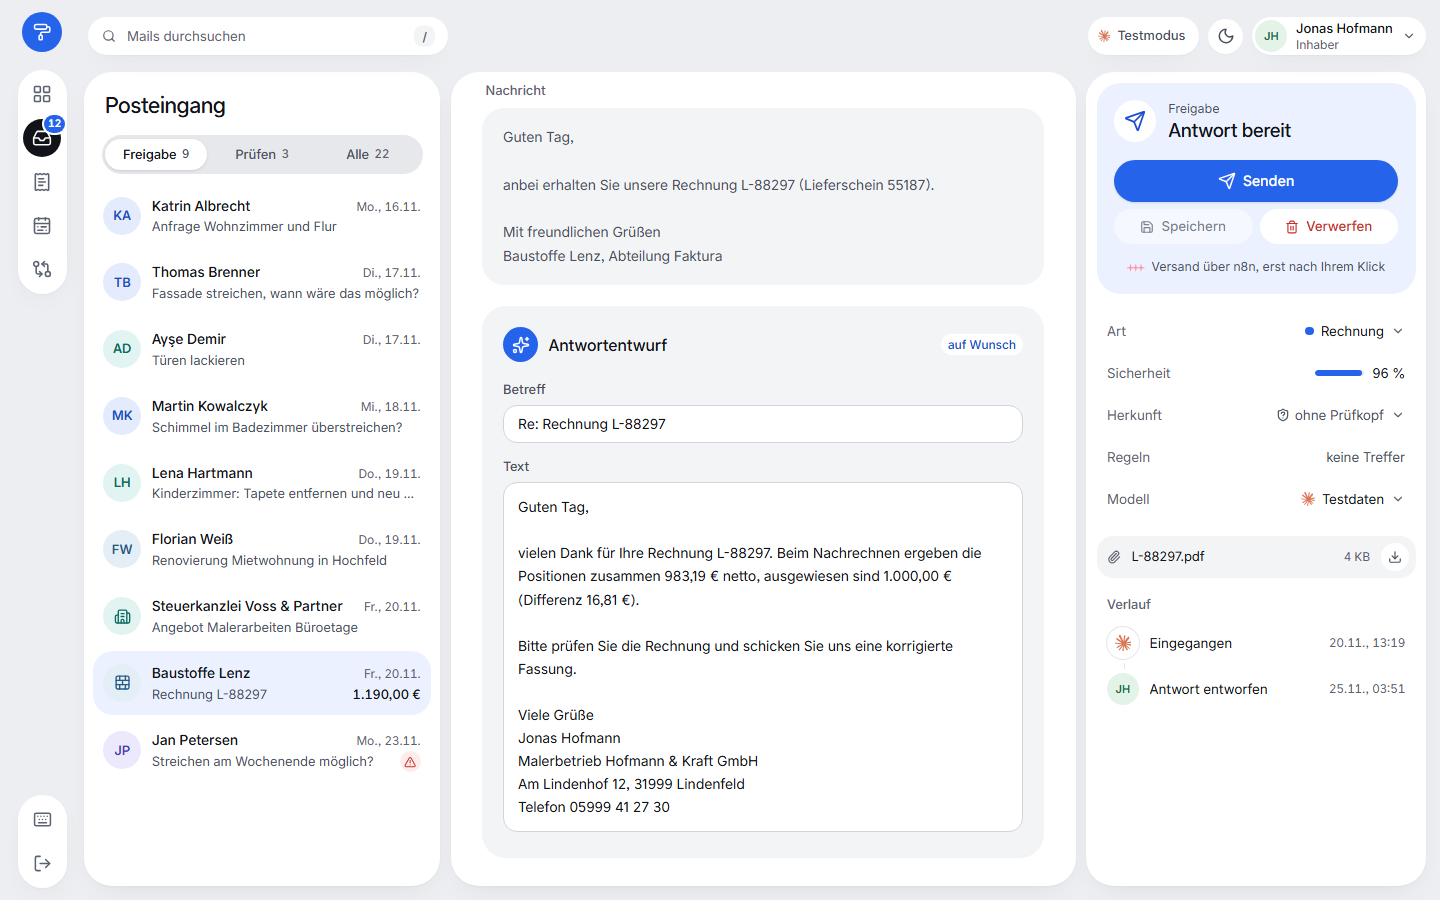 Mails durchsuchen
/
Testmodus
JH
Jonas Hofmann
Inhaber
12
Posteingang
Freigabe 9
Prüfen 3
Alle 22
KA
Katrin Albrecht
Mo., 16.11.
Anfrage Wohnzimmer und Flur
TB
Thomas Brenner
Di., 17.11.
Fassade streichen, wann wäre das möglich?
AD
Ayşe Demir
Di., 17.11.
Türen lackieren
MK
Martin Kowalczyk
Mi., 18.11.
Schimmel im Badezimmer überstreichen?
LH
Lena Hartmann
Do., 19.11.
Kinderzimmer: Tapete entfernen und neu ...
FW
Florian Weiß
Do., 19.11.
Renovierung Mietwohnung in Hochfeld
Steuerkanzlei Voss & Partner
Fr., 20.11.
Angebot Malerarbeiten Büroetage
Baustoffe Lenz
Fr., 20.11.
Rechnung L-88297
1.190,00 €
JP
Jan Petersen
Mo., 23.11.
Streichen am Wochenende möglich?
Nachricht
Guten Tag,
anbei erhalten Sie unsere Rechnung L-88297 (Lieferschein 55187).
Mit freundlichen Grüßen
Baustoffe Lenz, Abteilung Faktura
Antwortentwurf
auf Wunsch
Betreff
Re: Rechnung L-88297
Text
Guten Tag,
vielen Dank für Ihre Rechnung L-88297. Beim Nachrechnen ergeben die
Positionen zusammen 983,19 € netto, ausgewiesen sind 1.000,00 €
(Differenz 16,81 €).
Bitte prüfen Sie die Rechnung und schicken Sie uns eine korrigierte
Fassung.
Viele Grüße
Jonas Hofmann
Malerbetrieb Hofmann & Kraft GmbH
Am Lindenhof 12, 31999 Lindenfeld
Telefon 05999 41 27 30
Freigabe
Antwort bereit
Senden
Speichern
Verwerfen
Versand über n8n, erst nach Ihrem Klick
Art
Rechnung
Sicherheit
96 %
Herkunft
ohne Prüfkopf
Regeln
keine Treffer
Modell
Testdaten
L-88297.pdf
4 KB
Verlauf
Eingegangen
20.11., 13:19
JH
Antwort entworfen
25.11., 03:51